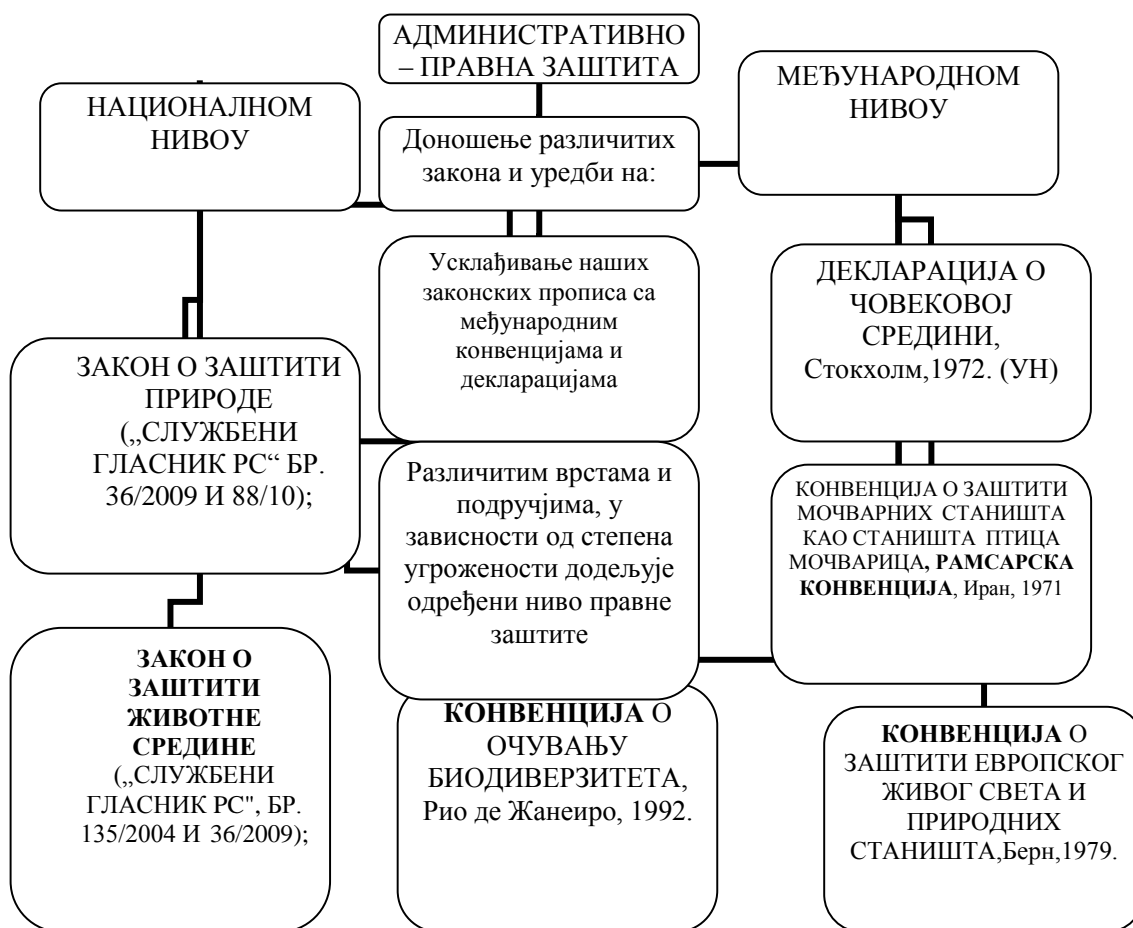 АДМИНИСТРАТИВНО
– ПРАВНА ЗАШТИТА
НАЦИОНАЛНОМ
НИВОУ
Доношење различитих
закона и уредби на:
МЕЂУНАРОДНОМ
НИВОУ
Усклађивање наших
законских прописа са
међународним
конвенцијама и
декларацијама
ДЕКЛАРАЦИЈА О
ЧОВЕКОВОЈ
СРЕДИНИ,
Стокхолм,1972. (УН)
ЗАКОН О ЗАШТИТИ
ПРИРОДЕ
(„СЛУЖБЕНИ
ГЛАСНИК РС“ БР.
36/2009 И 88/10);
Различитим врстама и
подручјима, у
зависности од степена
угрожености додељује
одређени ниво правне
заштите
КОНВЕНЦИЈА О ЗАШТИТИ
МОЧВАРНИХ СТАНИШТА
КАО СТАНИШТА ПТИЦА
МОЧВАРИЦА, РАМСАРСКА
КОНВЕНЦИЈА, Иран, 1971
ЗАКОН О
ЗАШТИТИ
ЖИВОТНЕ
СРЕДИНЕ
(„СЛУЖБЕНИ
ГЛАСНИК РС", БР.
135/2004 И 36/2009);
КОНВЕНЦИЈА О
ОЧУВАЊУ
БИОДИВЕРЗИТЕТА,
Рио де Жанеиро, 1992.
КОНВЕНЦИЈА О
ЗАШТИТИ ЕВРОПСКОГ
ЖИВОГ СВЕТА И
ПРИРОДНИХ
СТАНИШТА,Берн,1979.